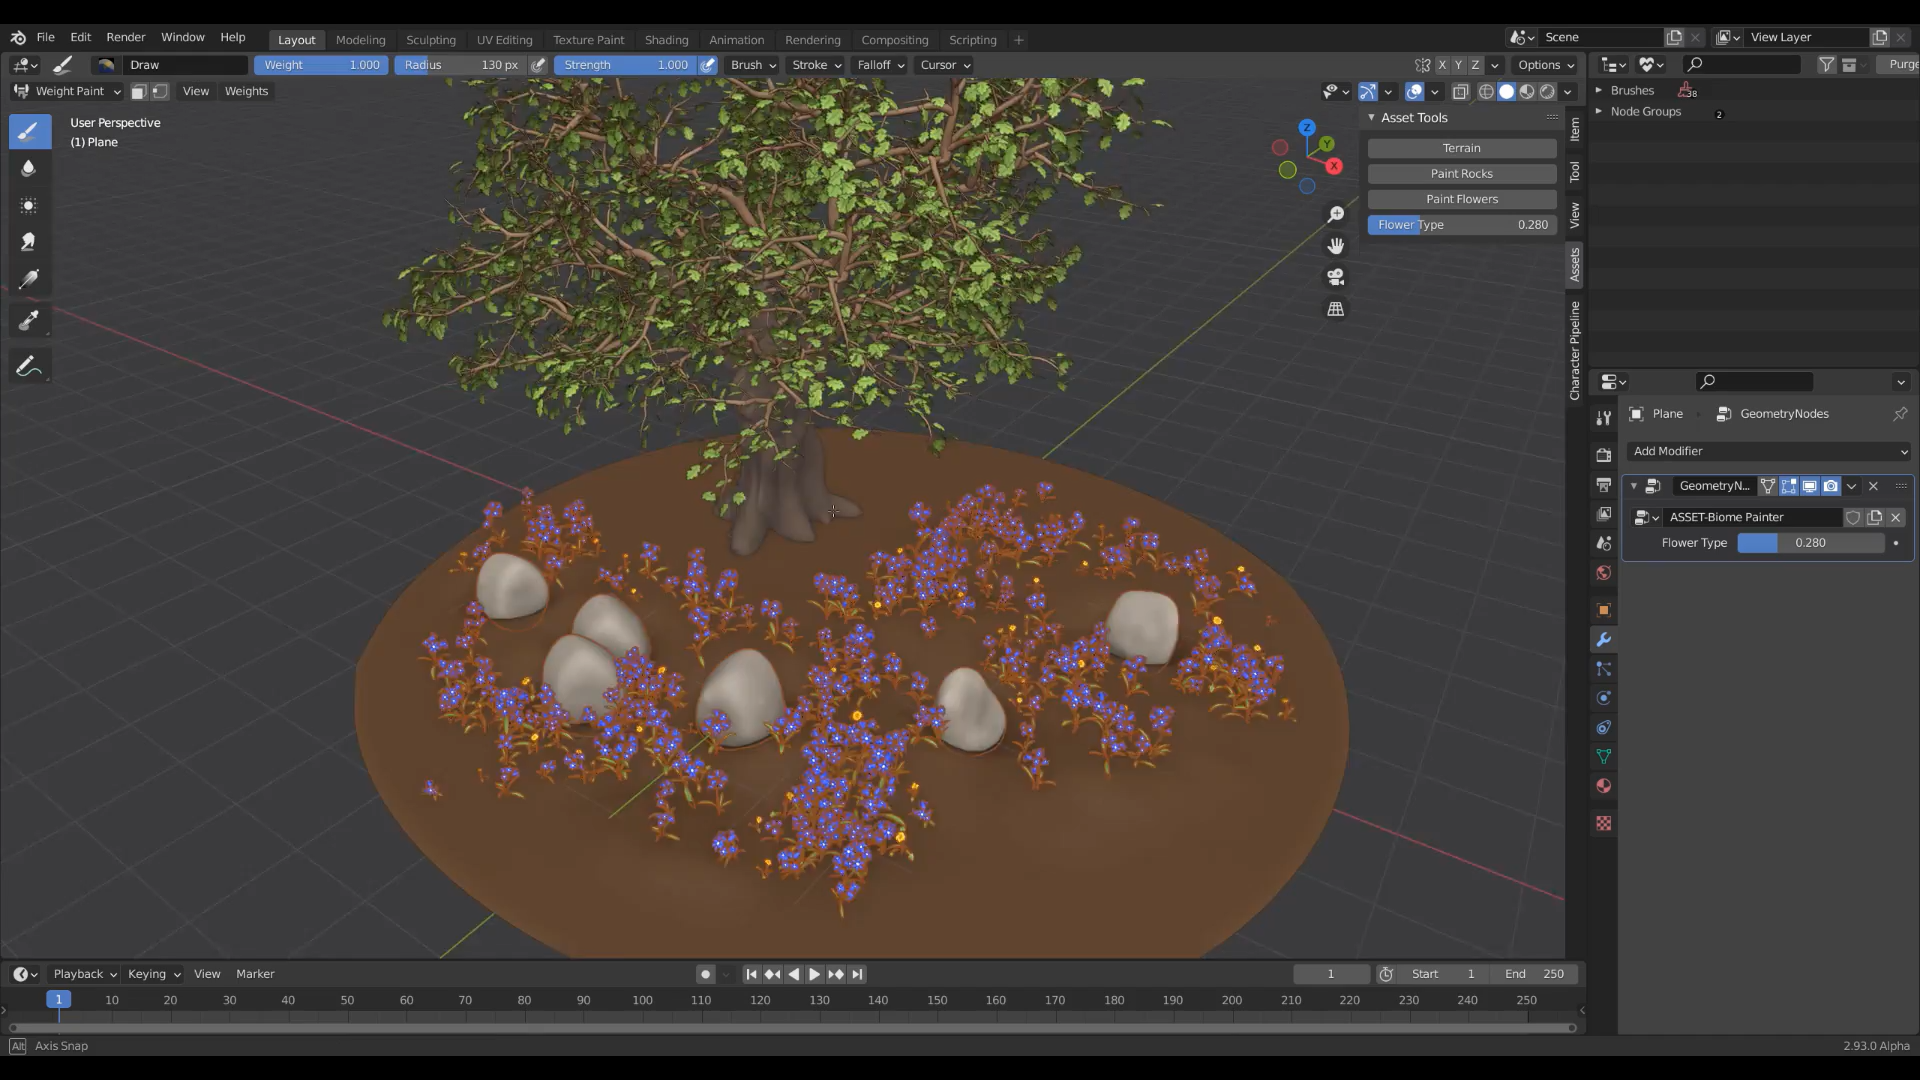 File Edit Render Window Help Layout Modeling Sculpting UV Editing Texture Paint Shading Animation Rendering Compositing Scripting + Scene View Layer
Draw Weight 1.000 Radius 130 px Strength 1.000 Brush Stroke Falloff Cursor X Y Z Options Purge
Weight Paint View Weights
Brushes 38
Node Groups 2
User Perspective
(1) Plane
Z
Y
X
Asset Tools
Terrain
Paint Rocks
Paint Flowers
Flower Type 0.280
Item
Tool
View
Assets
Character Pipeline
Plane GeometryNodes
Add Modifier
GeometryN...
ASSET-Biome Painter
Flower Type 0.280
Playback Keying View Marker 1 Start 1 End 250
1 10 20 30 40 50 60 70 80 90 100 110 120 130 140 150 160 170 180 190 200 210 220 230 240 250
Alt Axis Snap 2.93.0 Alpha